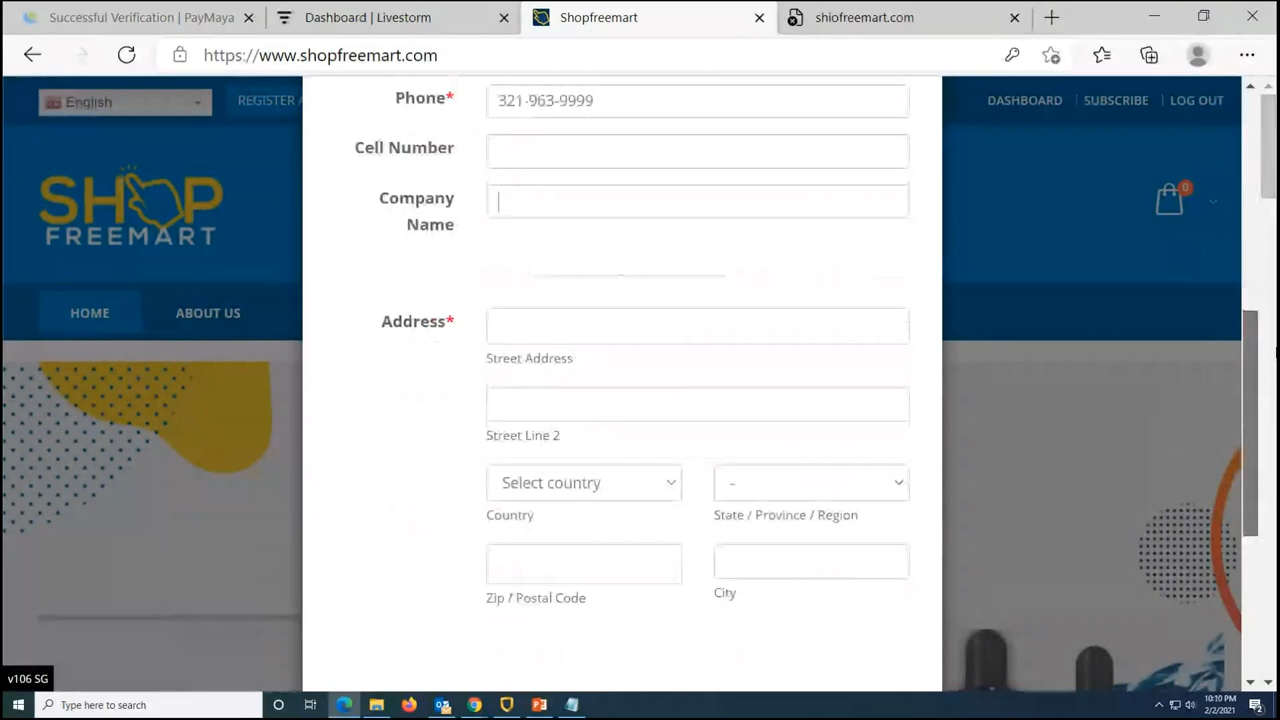 Successful Verification | PayMaya
Dashboard | Livestorm
Shopfreemart
shiofreemart.com
https://www.shopfreemart.com
English
REGISTER A
DASHBOARD
SUBSCRIBE
LOG OUT
SHOP
FREEMART
0
HOME
ABOUT US
Phone*
321-963-9999
Cell Number
Company
Name
Address*
Street Address
Street Line 2
Select country
-
Country
State / Province / Region
Zip / Postal Code
City
v106 SG
Type here to search
10:10 PM
2/2/2021
2